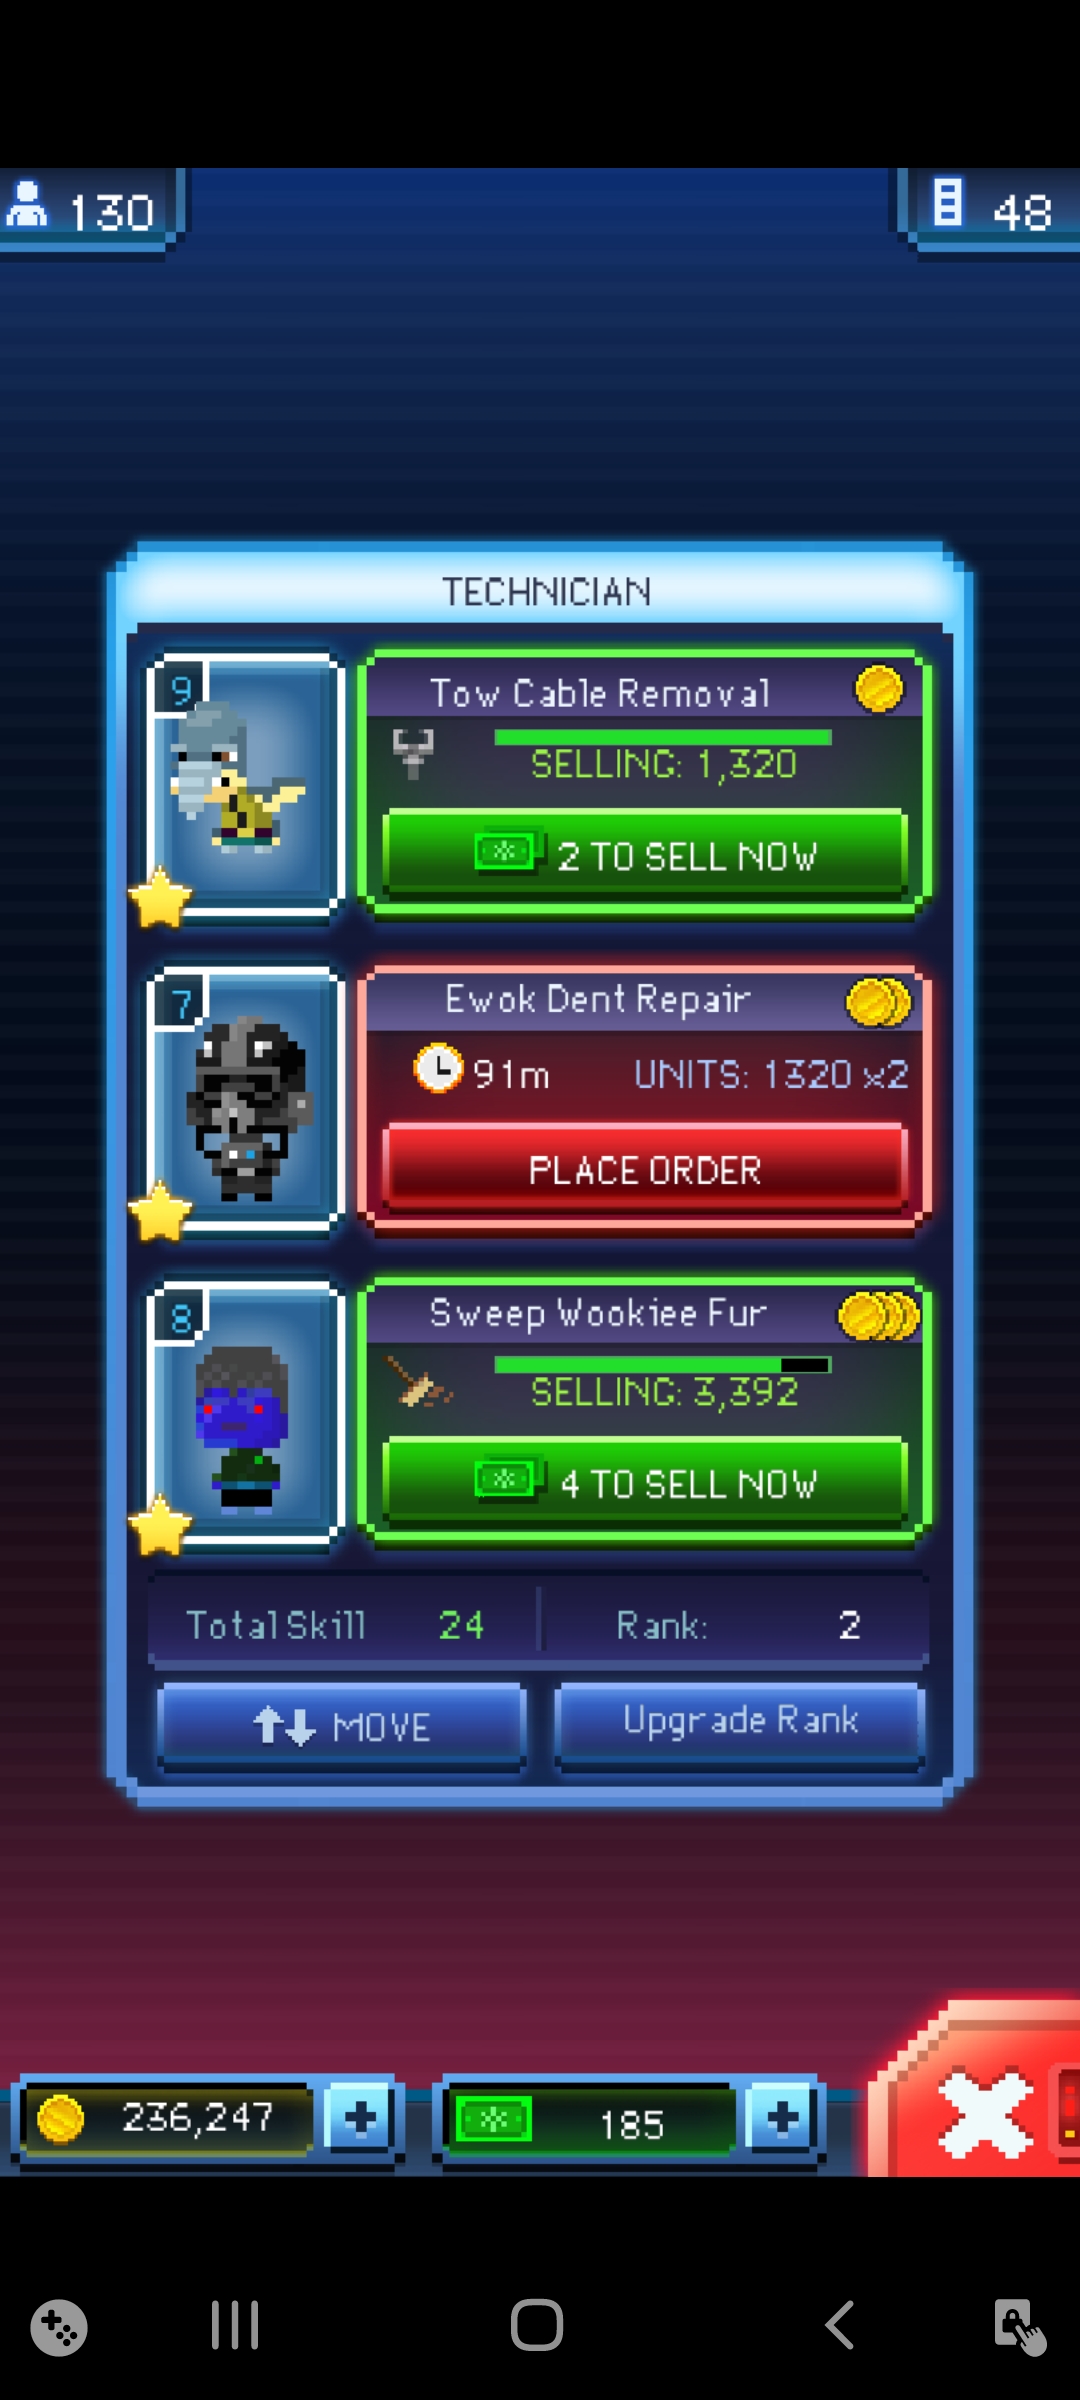 130
48
TECHNICIAN
9
Tow Cable Removal
SELLING: 1,320
2 TO SELL NOW
7
Ewok Dent Repair
91m
UNITS: 1320 x2
PLACE ORDER
8
Sweep Wookiee Fur
SELLING: 3,392
4 TO SELL NOW
Total Skill 24
Rank: 2
MOVE
Upgrade Rank
236,247
185